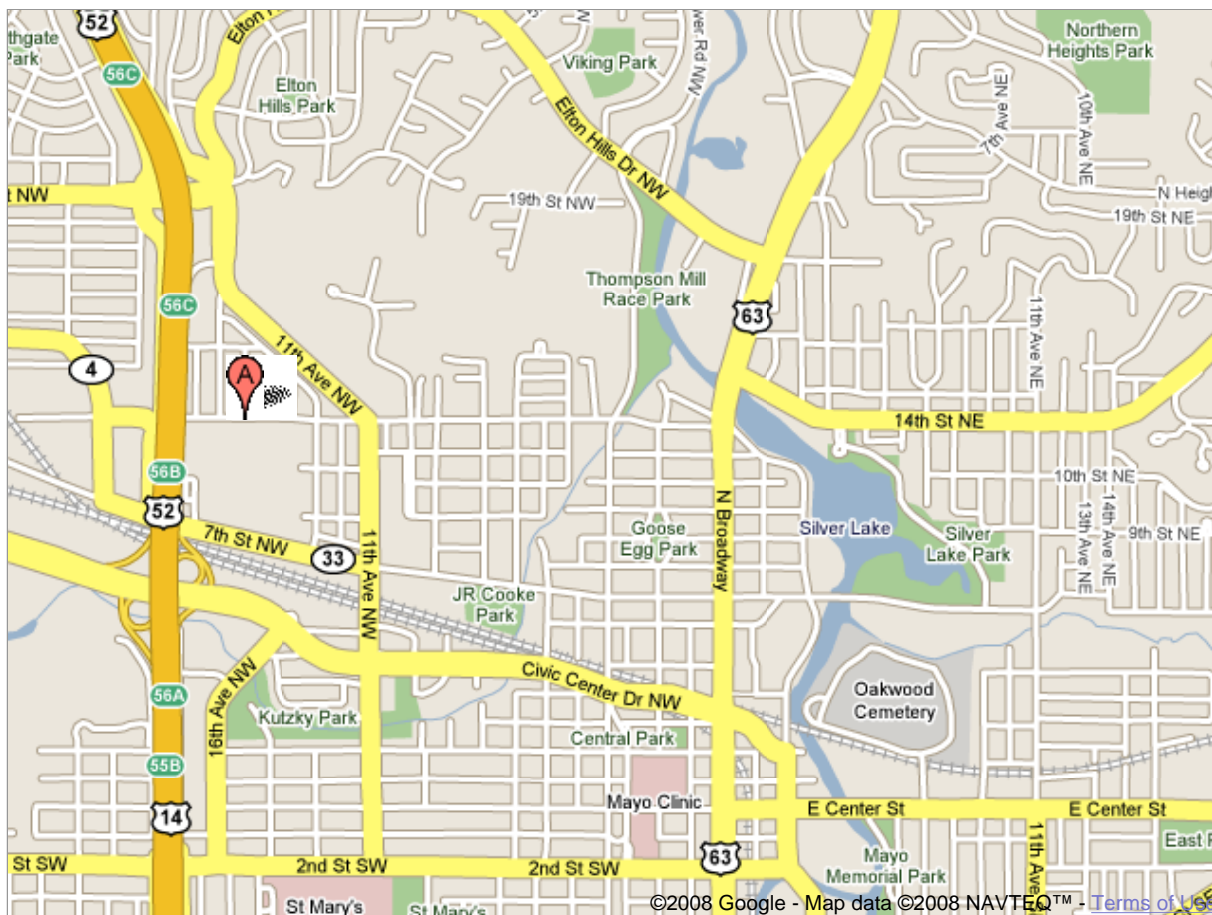 52
thgate
Park
56C
Elton
Elton
Hills Park
Viking Park
wer Rd NW
Northern
Heights Park
7th Ave NE
10th Ave NE
Elton Hills Dr NW
t NW
19th St NW
N Heig
19th St NE
Thompson Mill
Race Park
56C
63
11th Ave NE
4
A
11th Ave NW
14th St NE
56B
10th St NE
52
7th St NW
33
11th Ave NW
N Broadway
Goose
Egg Park
Silver Lake
Silver
Lake Park
13th Ave NE
14th Ave NE
9th St NE
JR Cooke
Park
Civic Center Dr NW
56A
16th Ave NW
Kutzky Park
Oakwood
Cemetery
Central Park
55B
Mayo Clinic
14
E Center St
E Center St
St SW
2nd St SW
2nd St SW
63
Mayo
Memorial Park
11th Ave
East
St Mary's
St Mary's
©2008 Google - Map data ©2008 NAVTEQ™ - Terms of Use